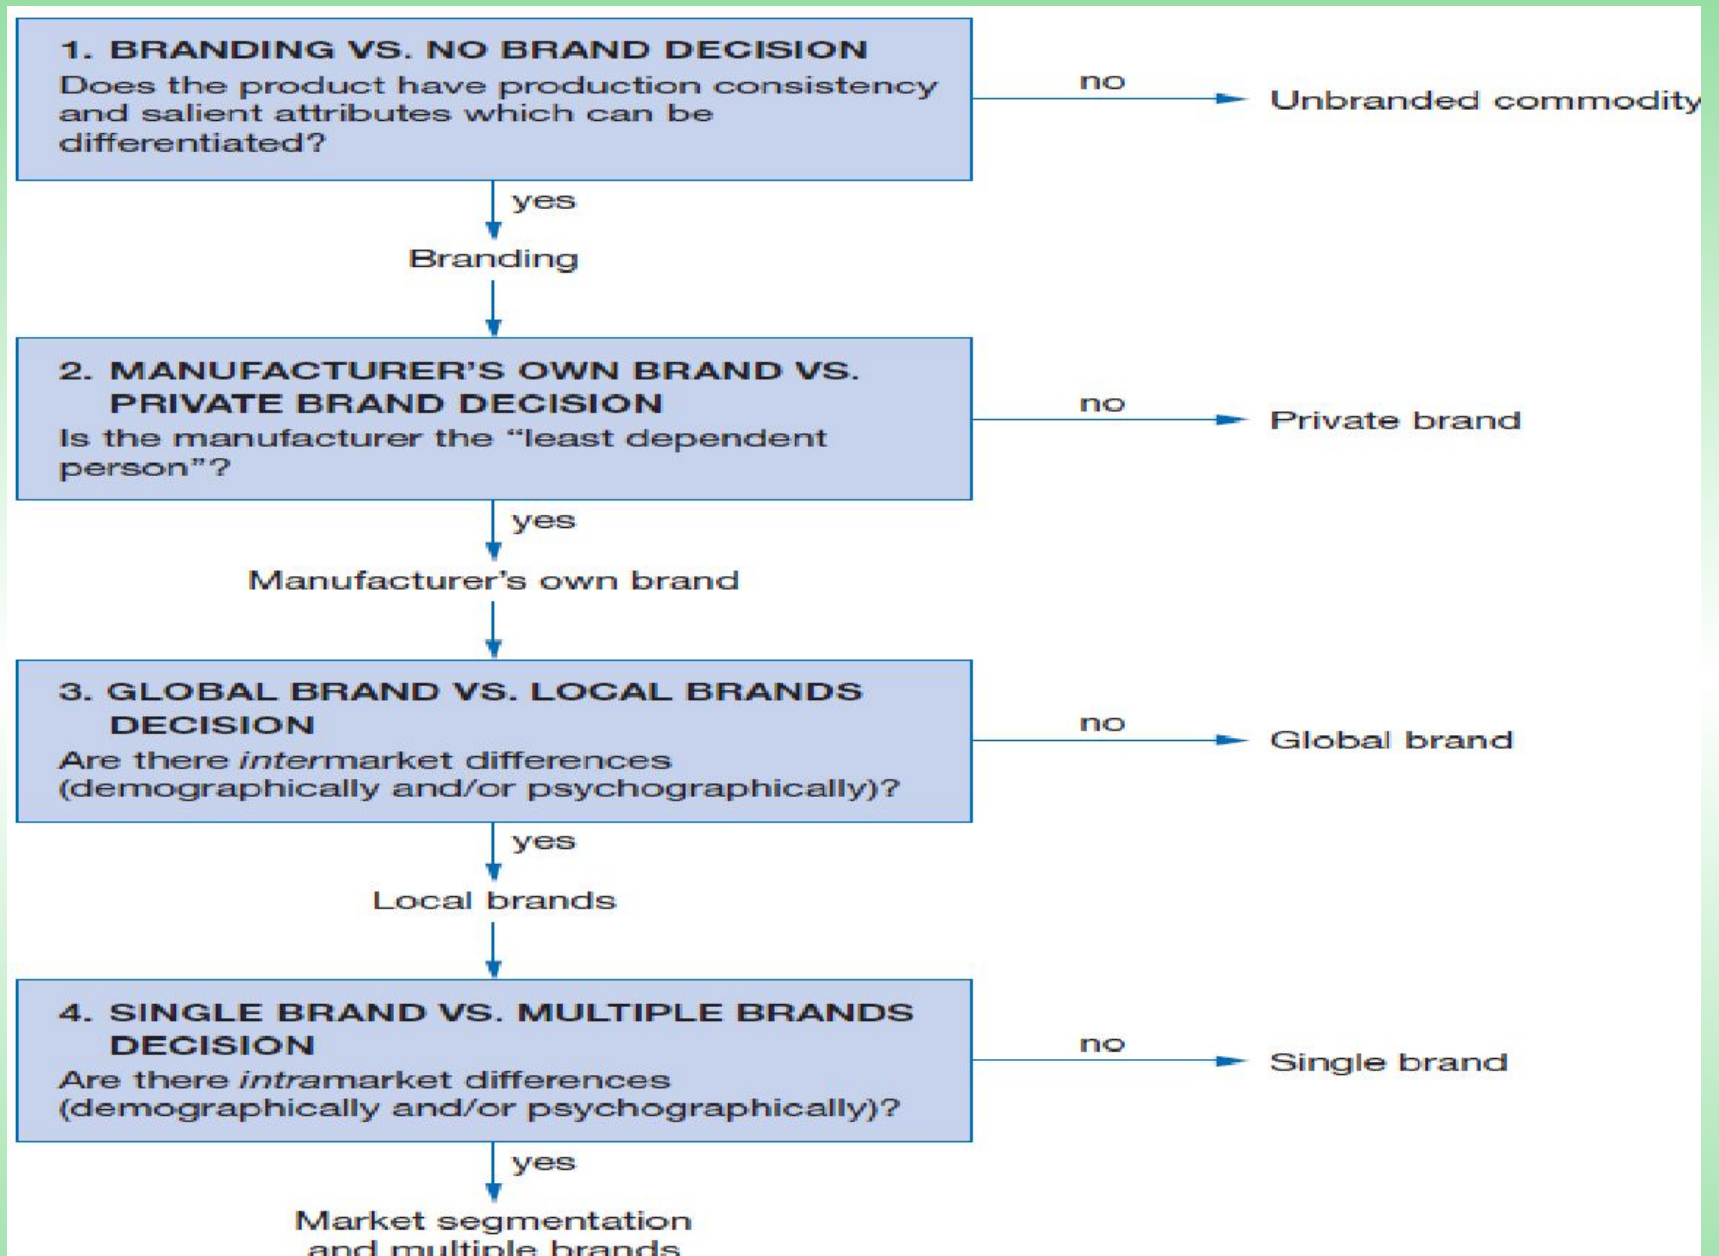 1. BRANDING VS. NO BRAND DECISION
Does the product have production consistency
and salient attributes which can be
differentiated?
no
Unbranded commodity
yes
Branding
2. MANUFACTURER’S OWN BRAND VS.
PRIVATE BRAND DECISION
Is the manufacturer the “least dependent
person”?
no
Private brand
yes
Manufacturer’s own brand
3. GLOBAL BRAND VS. LOCAL BRANDS
DECISION
Are there intermarket differences
(demographically and/or psychographically)?
no
Global brand
yes
Local brands
4. SINGLE BRAND VS. MULTIPLE BRANDS
DECISION
Are there intramarket differences
(demographically and/or psychographically)?
no
Single brand
yes
Market segmentation
and multiple brands